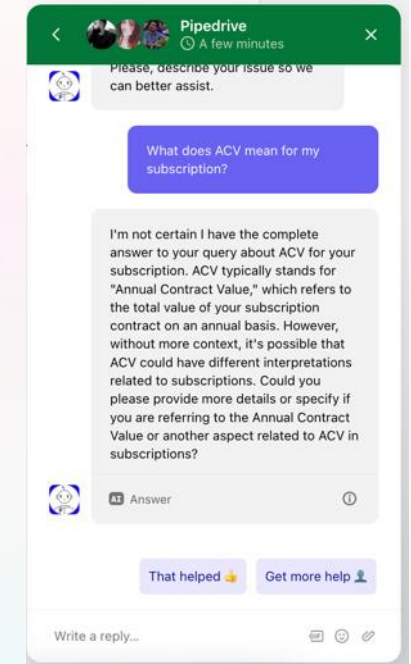 Pipedrive
A few minutes
Please, describe your issue so we
can better assist.
What does ACV mean for my
subscription?
I'm not certain I have the complete
answer to your query about ACV for your
subscription. ACV typically stands for
"Annual Contract Value," which refers to
the total value of your subscription
contract on an annual basis. However,
without more context, it's possible that
ACV could have different interpretations
related to subscriptions. Could you
please provide more details or specify if
you are referring to the Annual Contract
Value or another aspect related to ACV in
subscriptions?
AI Answer
That helped 👍 Get more help 👤
Write a reply... GIF